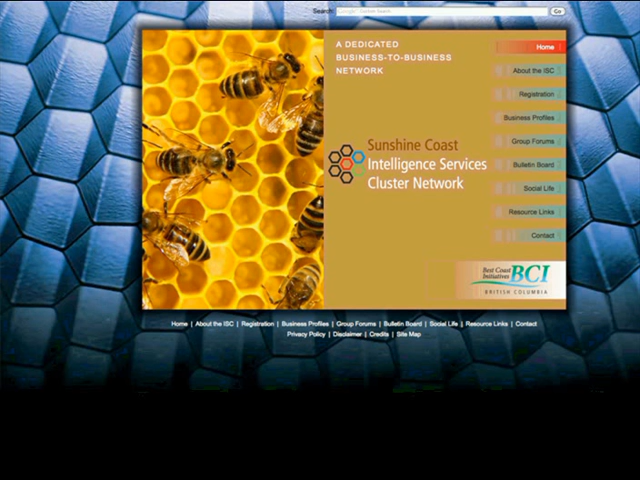 Search:
Go
A DEDICATED
BUSINESS-TO-BUSINESS
NETWORK
Home
About the ISC
Registration
Business Profiles
Group Forums
Bulletin Board
Social Life
Resource Links
Contact
Sunshine Coast
Intelligence Services
Cluster Network
Best Coast
Initiatives
BCI
BRITISH COLUMBIA
Home | About the ISC | Registration | Business Profiles | Group Forums | Bulletin Board | Social Life | Resource Links | Contact
Privacy Policy | Disclaimer | Credits | Site Map